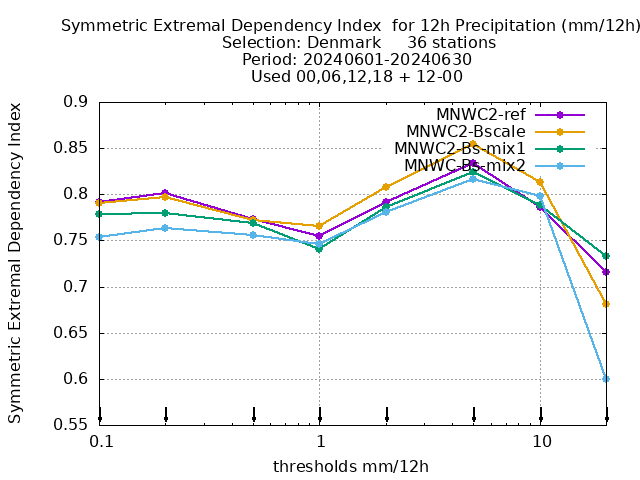 Symmetric Extremal Dependency Index  for 12h Precipitation (mm/12h)
Selection: Denmark     36 stations
Period: 20240601-20240630
Used 00,06,12,18 + 12-00
MNWC2-ref
MNWC2-Bscale
MNWC2-Bs-mix1
MNWC-Bs-mix2
Symmetric Extremal Dependency Index
0.9
0.85
0.8
0.75
0.7
0.65
0.6
0.55
0.1
1
10
thresholds mm/12h